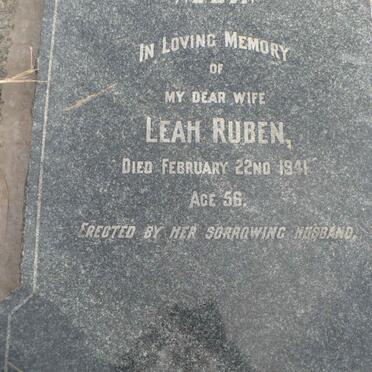 IN LOVING MEMORY
OF
MY DEAR WIFE
LEAH RUBEN,
DIED FEBRUARY 22ND 1941
AGE 56.
ERECTED BY HER SORROWING HUSBAND.